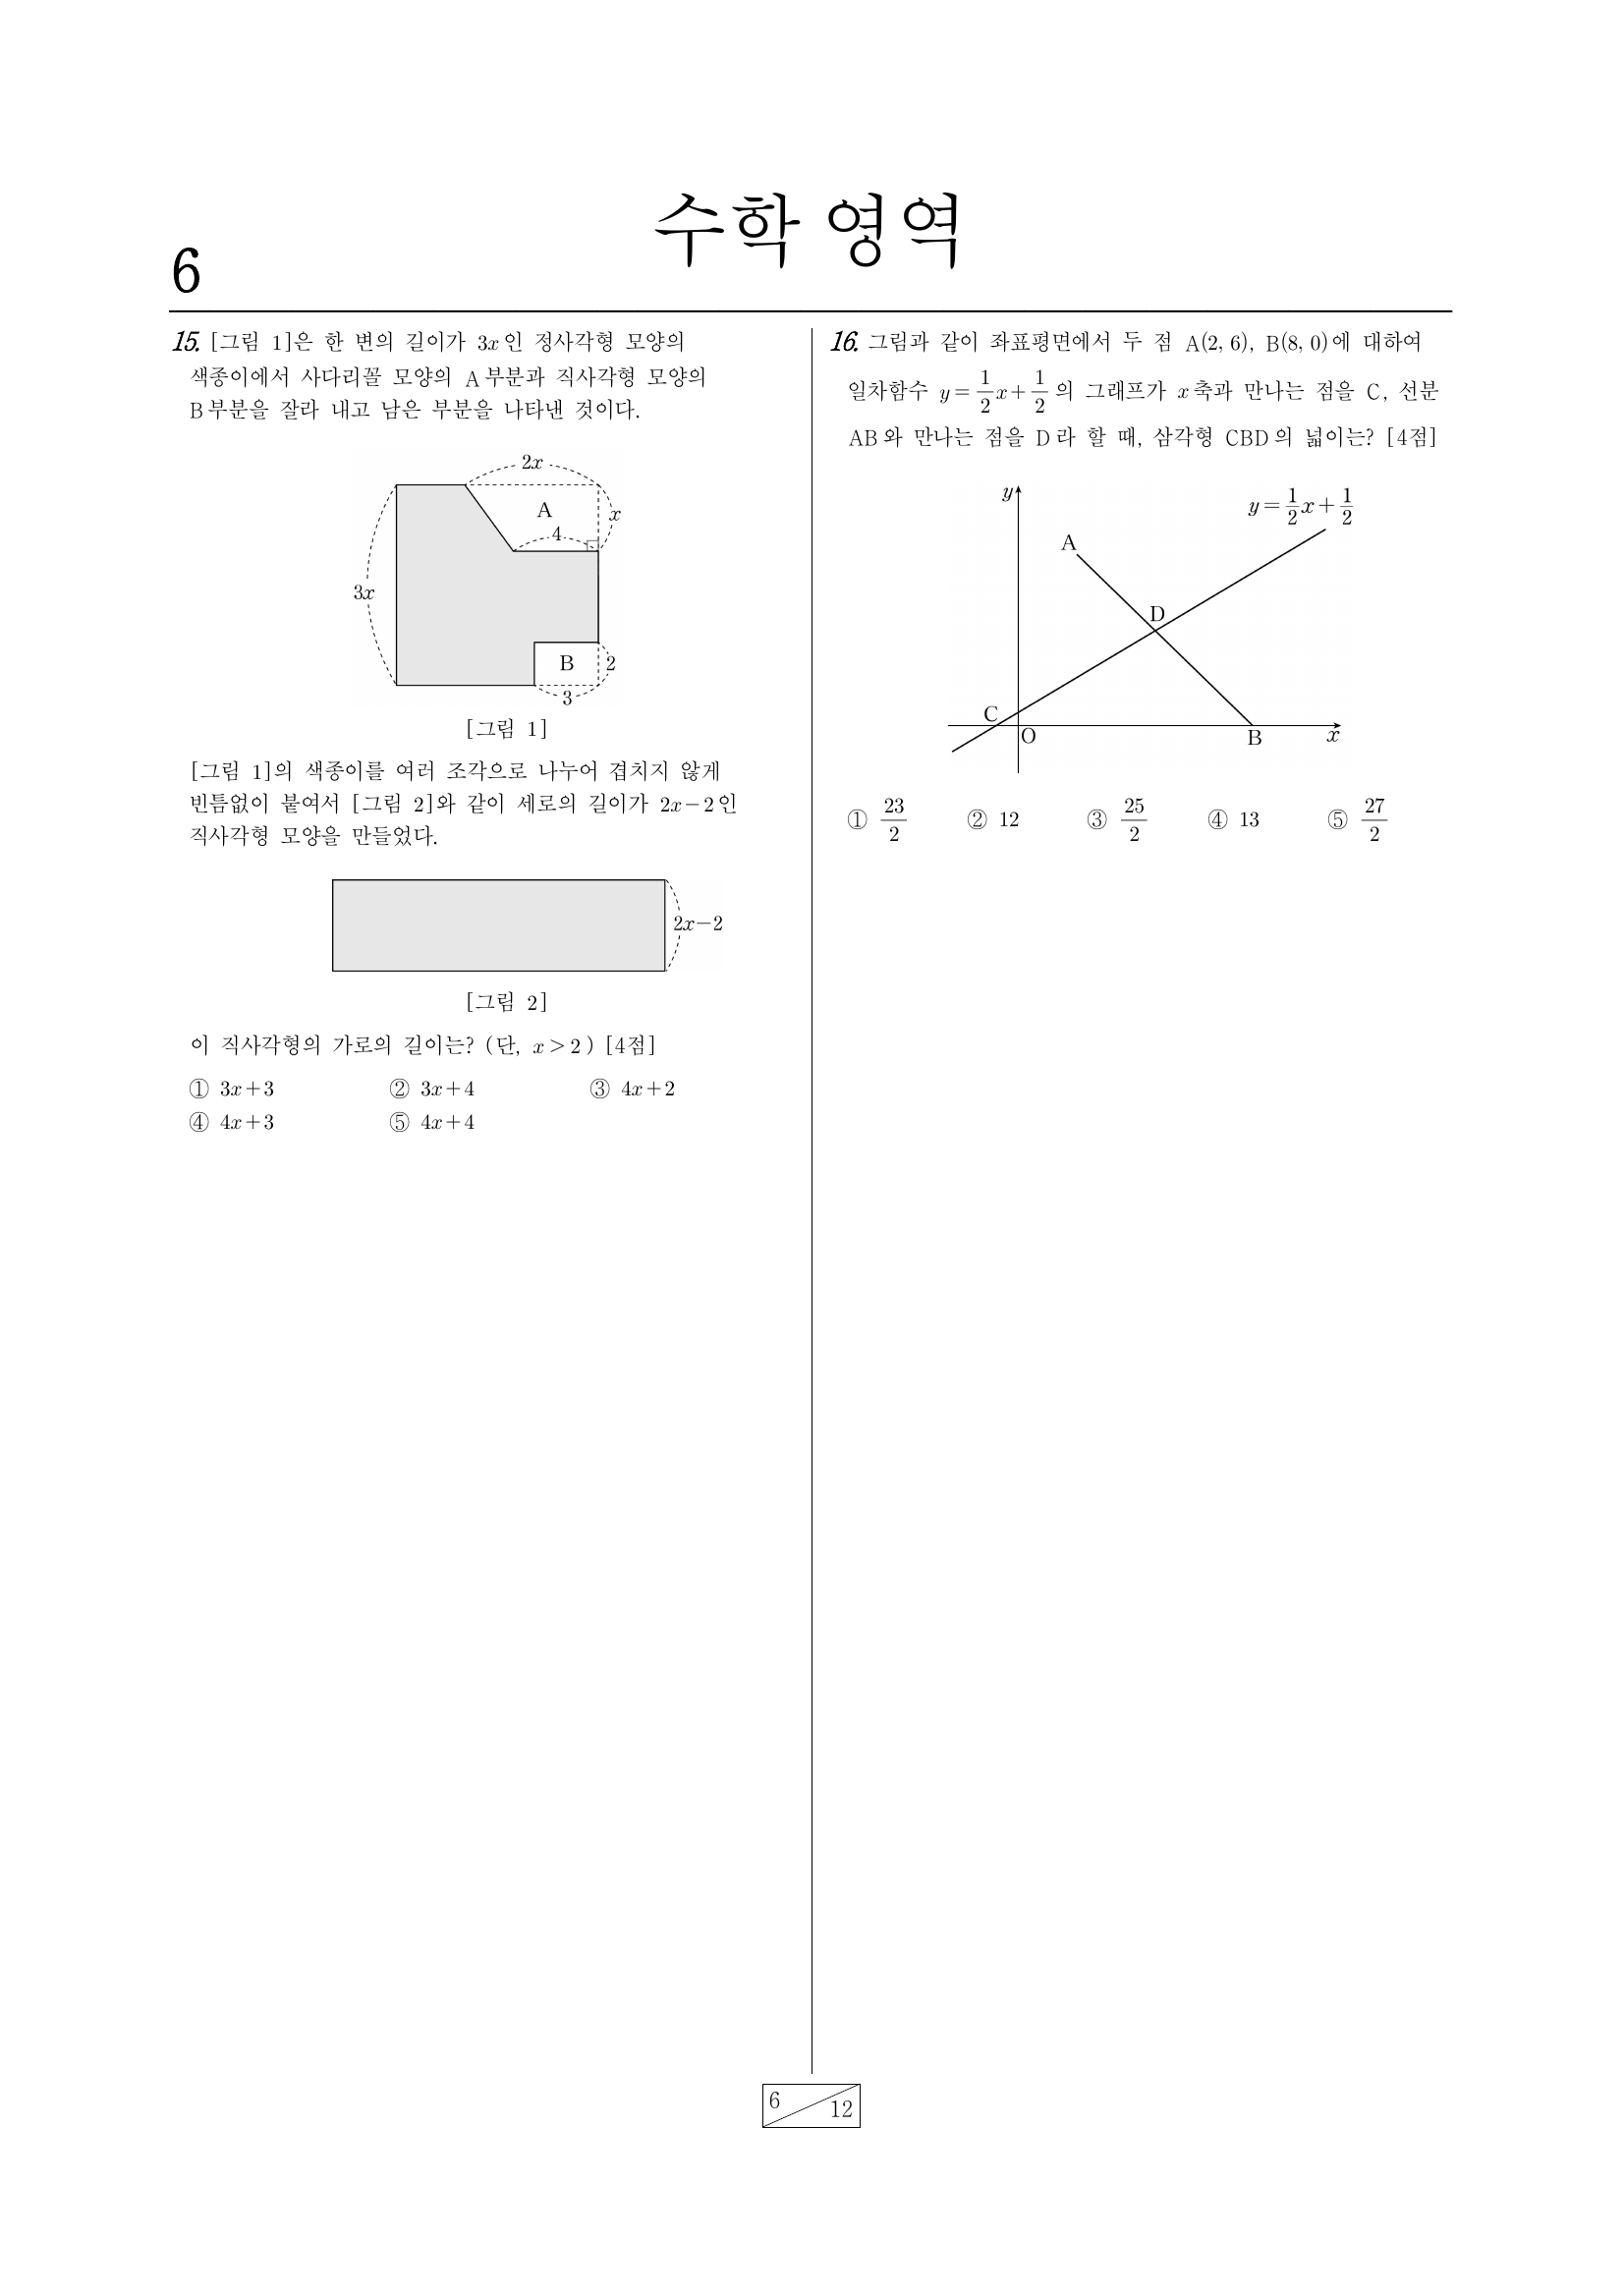 수학 영역
6
15. [그림 1]은 한 변의 길이가 3x인 정사각형 모양의
색종이에서 사다리꼴 모양의 A부분과 직사각형 모양의
B부분을 잘라 내고 남은 부분을 나타낸 것이다.
2x
A
x
4
3x
B
2
3
[그림 1]
[그림 1]의 색종이를 여러 조각으로 나누어 겹치지 않게
빈틈없이 붙여서 [그림 2]와 같이 세로의 길이가 2x-2인
직사각형 모양을 만들었다.
2x-2
[그림 2]
이 직사각형의 가로의 길이는? (단, x > 2) [4점]
① 3x+3 ② 3x+4 ③ 4x+2
④ 4x+3 ⑤ 4x+4
16. 그림과 같이 좌표평면에서 두 점 A(2, 6), B(8, 0)에 대하여
일차함수 y = 1/2 x + 1/2 의 그래프가 x축과 만나는 점을 C, 선분
AB와 만나는 점을 D라 할 때, 삼각형 CBD의 넓이는? [4점]
y
y = 1/2 x + 1/2
A
D
C
O
B
x
① 23/2 ② 12 ③ 25/2 ④ 13 ⑤ 27/2
6
12